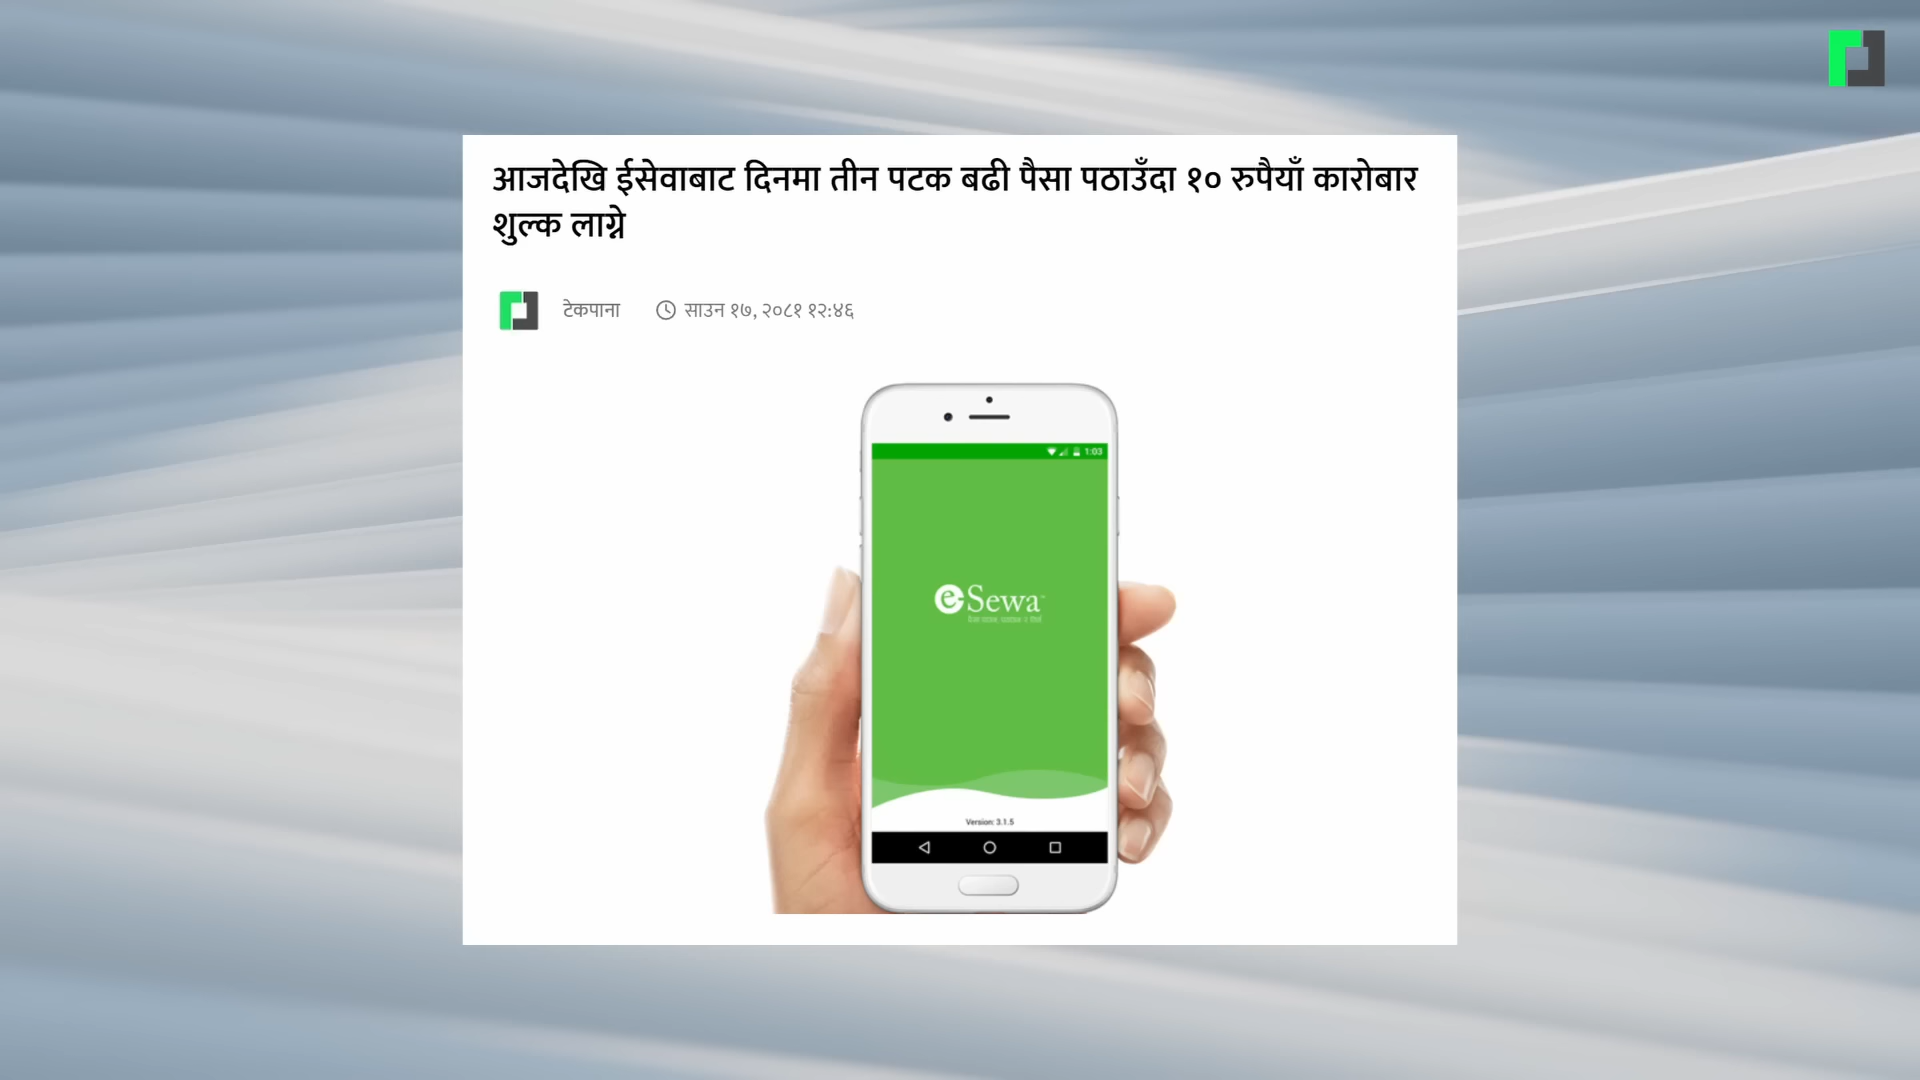 आजदेखि ईसेवाबाट दिनमा तीन पटक बढी पैसा पठाउँदा १० रुपैयाँ कारोबार
शुल्क लाग्ने
टेकपाना साउन १७, २०८१ १२:४६
1:03
eSewa
Version: 3.1.5